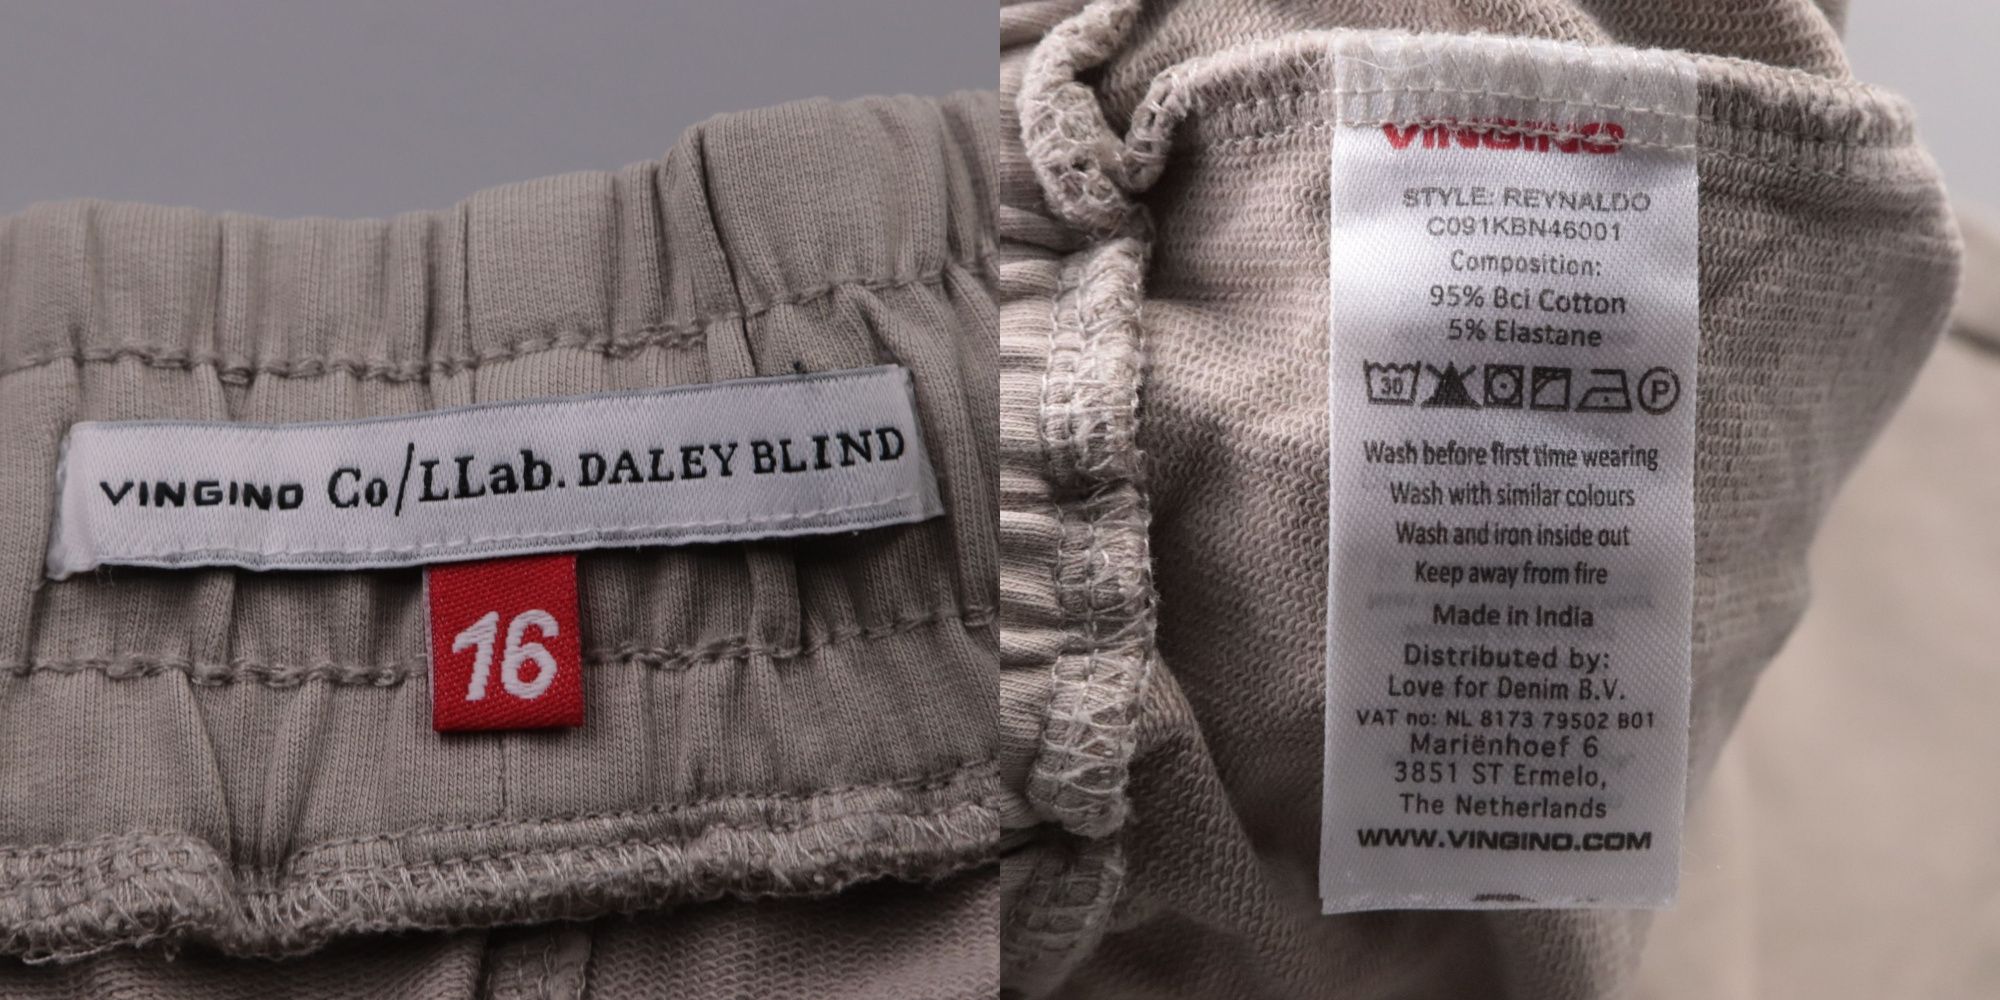 VINGINO Co/LLab. DALEY BLIND
16
VINGINO
STYLE: REYNALDO
C091KBN46001
Composition:
95% Bci Cotton
5% Elastane
30 P
Wash before first time wearing
Wash with similar colours
Wash and iron inside out
Keep away from fire
Made in India
Distributed by:
Love for Denim B.V.
VAT no: NL 8173 79502 B01
Mariënhoef 6
3851 ST Ermelo,
The Netherlands
WWW.VINGINO.COM